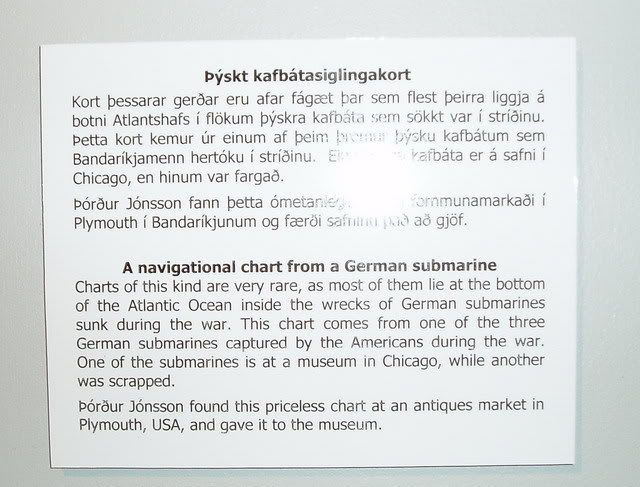 Þýskt kafbátasiglingakort
Kort þessarar gerðar eru afar fágæt þar sem flest þeirra liggja á
botni Atlantshafs í flökum þýskra kafbáta sem sökkt var í stríðinu.
Þetta kort kemur úr einum af þeim þremur þýsku kafbátum sem
Bandaríkjamenn hertóku í stríðinu. kafbáta er á safni í
Chicago, en hinum var fargað.
Þórður Jónsson fann þetta fornmunamarkaði í
Plymouth í Bandaríkjunum og færði safninu það að gjöf.
A navigational chart from a German submarine
Charts of this kind are very rare, as most of them lie at the bottom
of the Atlantic Ocean inside the wrecks of German submarines
sunk during the war. This chart comes from one of the three
German submarines captured by the Americans during the war.
One of the submarines is at a museum in Chicago, while another
was scrapped.
Þórður Jónsson found this priceless chart at an antiques market in
Plymouth, USA, and gave it to the museum.